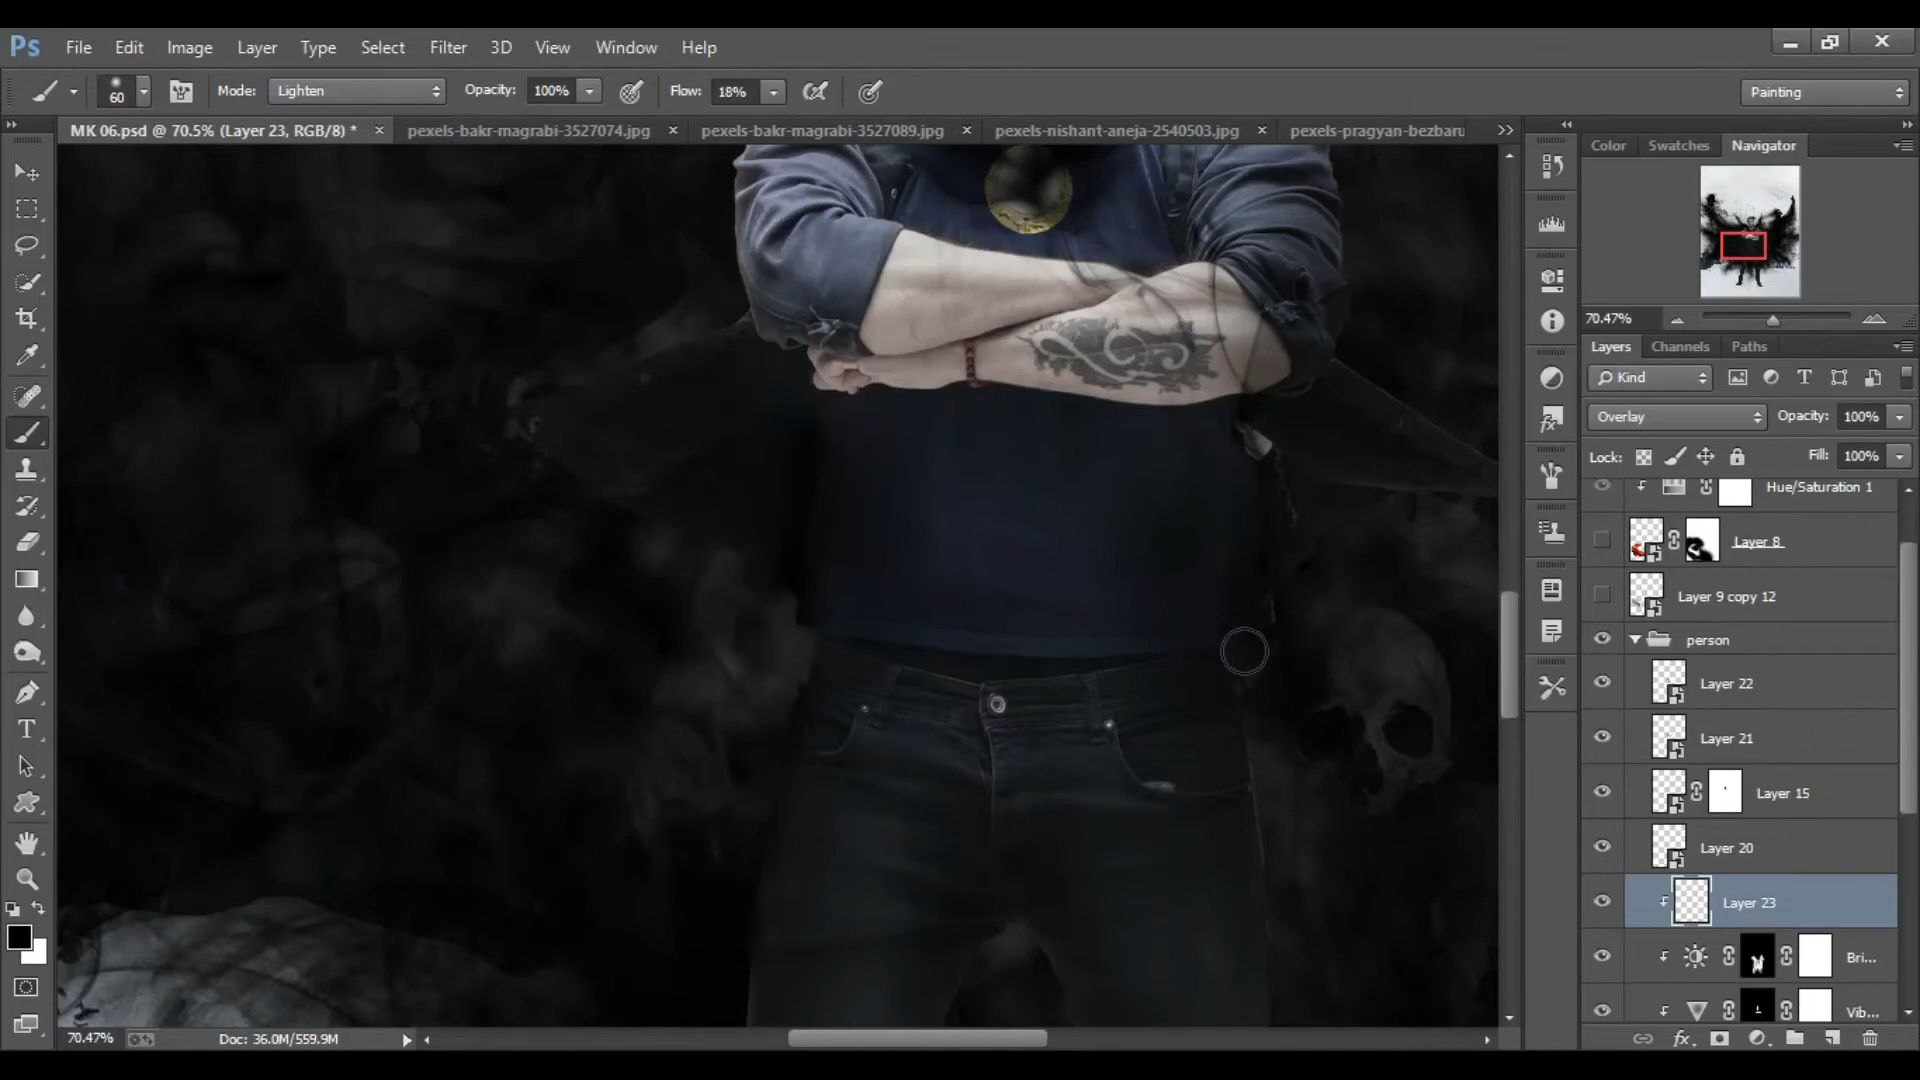 Ps File Edit Image Layer Type Select Filter 3D View Window Help
60 Mode: Lighten Opacity: 100% Flow: 18% Painting
MK 06.psd @ 70.5% (Layer 23, RGB/8) * × pexels-bakr-magrabi-3527074.jpg × pexels-bakr-magrabi-3527089.jpg × pexels-nishant-aneja-2540503.jpg × pexels-pragyan-bezbaru
Color Swatches Navigator
70.47%
Layers Channels Paths
Kind
Overlay Opacity: 100%
Lock: Fill: 100%
Hue/Saturation 1
Layer 8
Layer 9 copy 12
person
Layer 22
Layer 21
Layer 15
Layer 20
Layer 23
Bri...
Vib...
70.47% Doc: 36.0M/559.9M